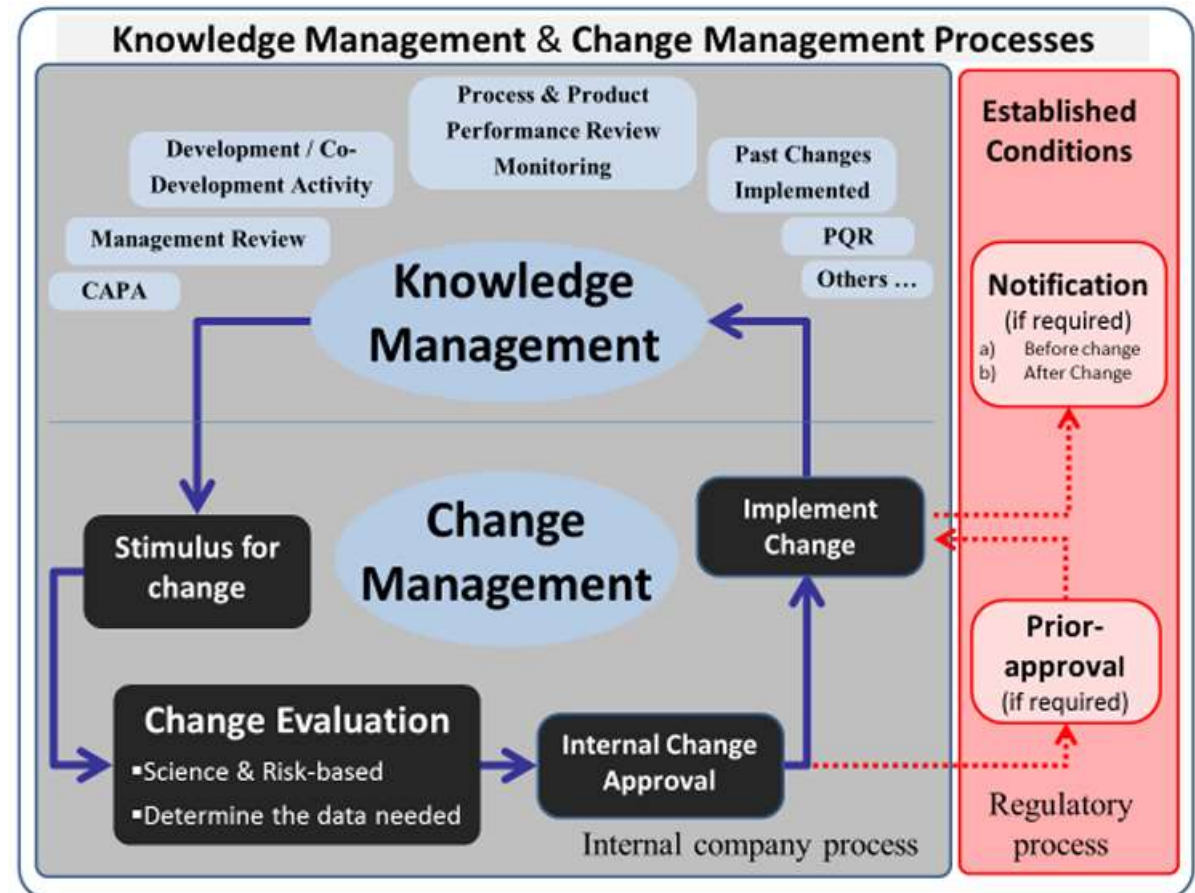 Knowledge Management & Change Management Processes
Process & Product
Performance Review
Monitoring
Development / Co-
Development Activity
Past Changes
Implemented
Management Review
PQR
CAPA
Others ...
Knowledge
Management
Stimulus for
change
Change
Management
Implement
Change
Change Evaluation
▪Science & Risk-based
▪Determine the data needed
Internal Change
Approval
Internal company process
Established
Conditions
Notification
(if required)
a) Before change
b) After Change
Prior-
approval
(if required)
Regulatory
process